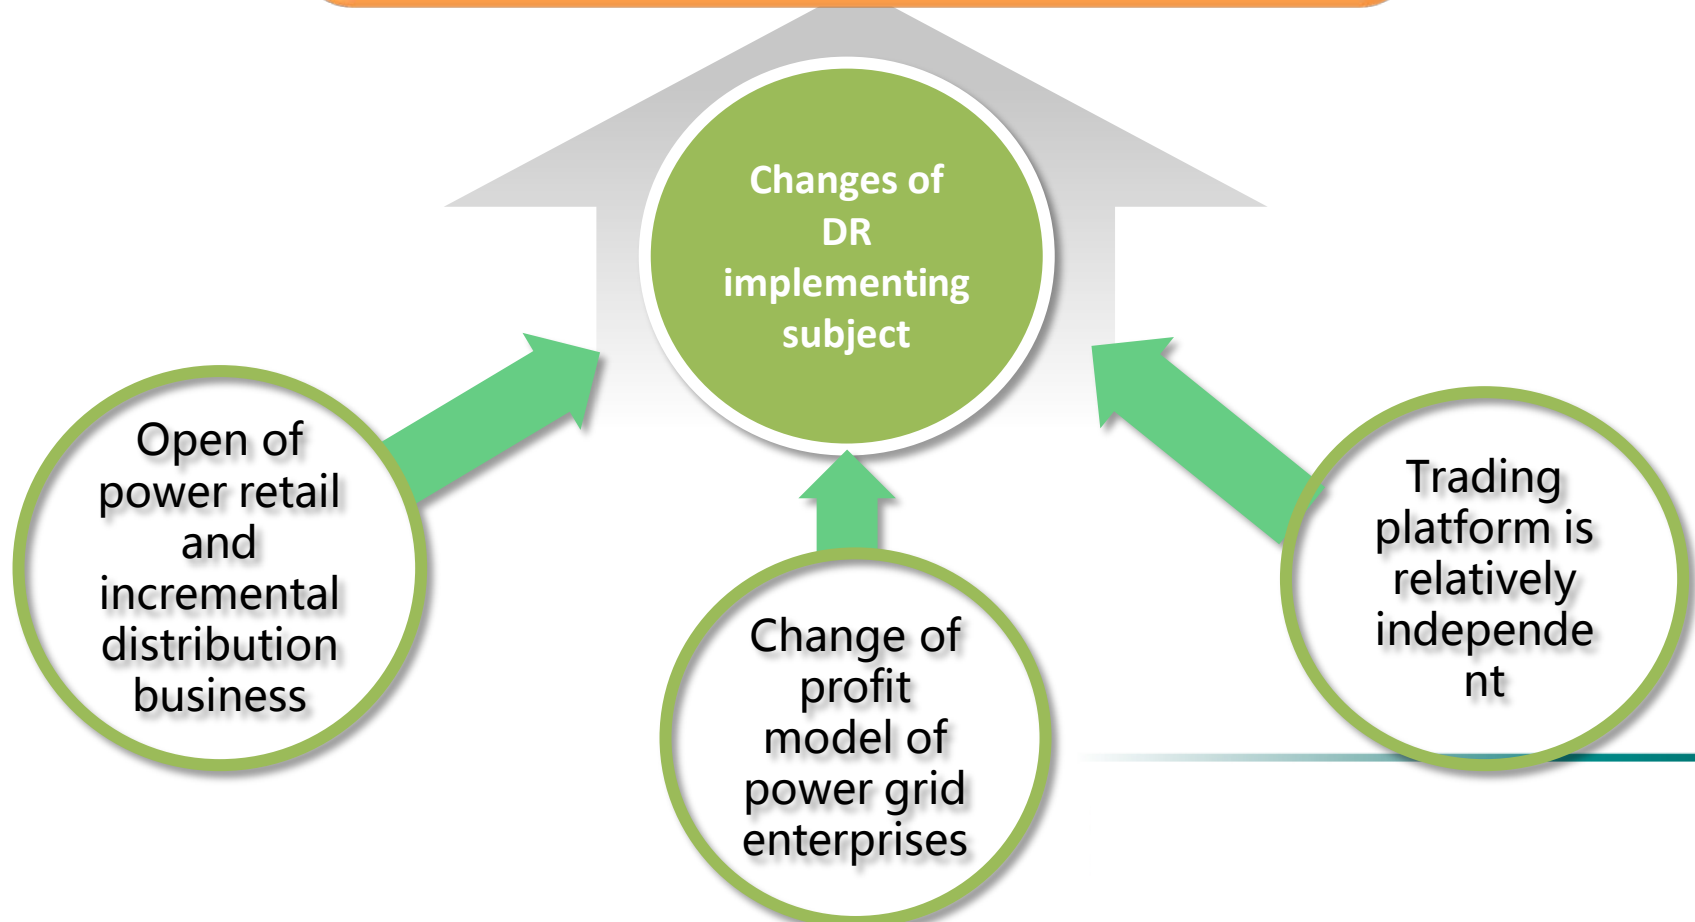 Changes of
DR
implementing
subject
Open of
power retail
and
incremental
distribution
business
Change of
profit
model of
power grid
enterprises
Trading
platform is
relatively
independe
nt